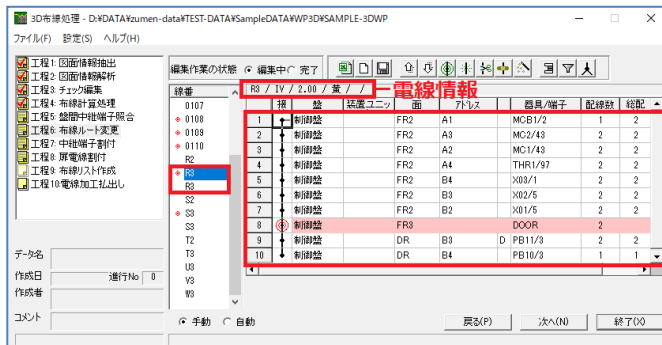 3D布線処理 - D:¥DATA¥zumen-data¥TEST-DATA¥SampleDATA¥WP3D¥SAMPLE-3DWP
ファイル(F) 設定(S) ヘルプ(H)
工程1: 図面情報抽出
工程2: 図面情報解析
工程3: チェック編集
工程4: 布線計算処理
工程5: 盤間中継端子照合
工程6: 布線ルート変更
工程7: 中継端子割付
工程8: 扉電線割付
工程9: 布線リスト作成
工程10:電線加工払出し
編集作業の状態 編集中 完了
線番
0107
0108
0109
0110
R2
R3
R3
S2
S3
S3
T2
T3
U3
V3
W3
R3 / IV / 2.00 / 黄 / /
電線情報
接 盤 装置ユニッ 面 アドレス 器具/端子 配線数 総配
1 制御盤 FR2 A1 MCB1/2 1 2
2 制御盤 FR2 A3 MC2/43 2 2
3 制御盤 FR2 A2 MC1/43 2 2
4 制御盤 FR2 A4 THR1/97 2 2
5 制御盤 FR2 B4 X03/1 2 2
6 制御盤 FR2 B3 X02/5 2 2
7 制御盤 FR2 B2 X01/5 2 2
8 制御盤 FR3 DOOR 2
9 制御盤 DR B3 D PB11/3 2 2
10 制御盤 DR B4 PB10/3 1 1
データ名
作成日 進行No 0
作成者
コメント
手動 自動
戻る(P) 次へ(N) 終了(X)